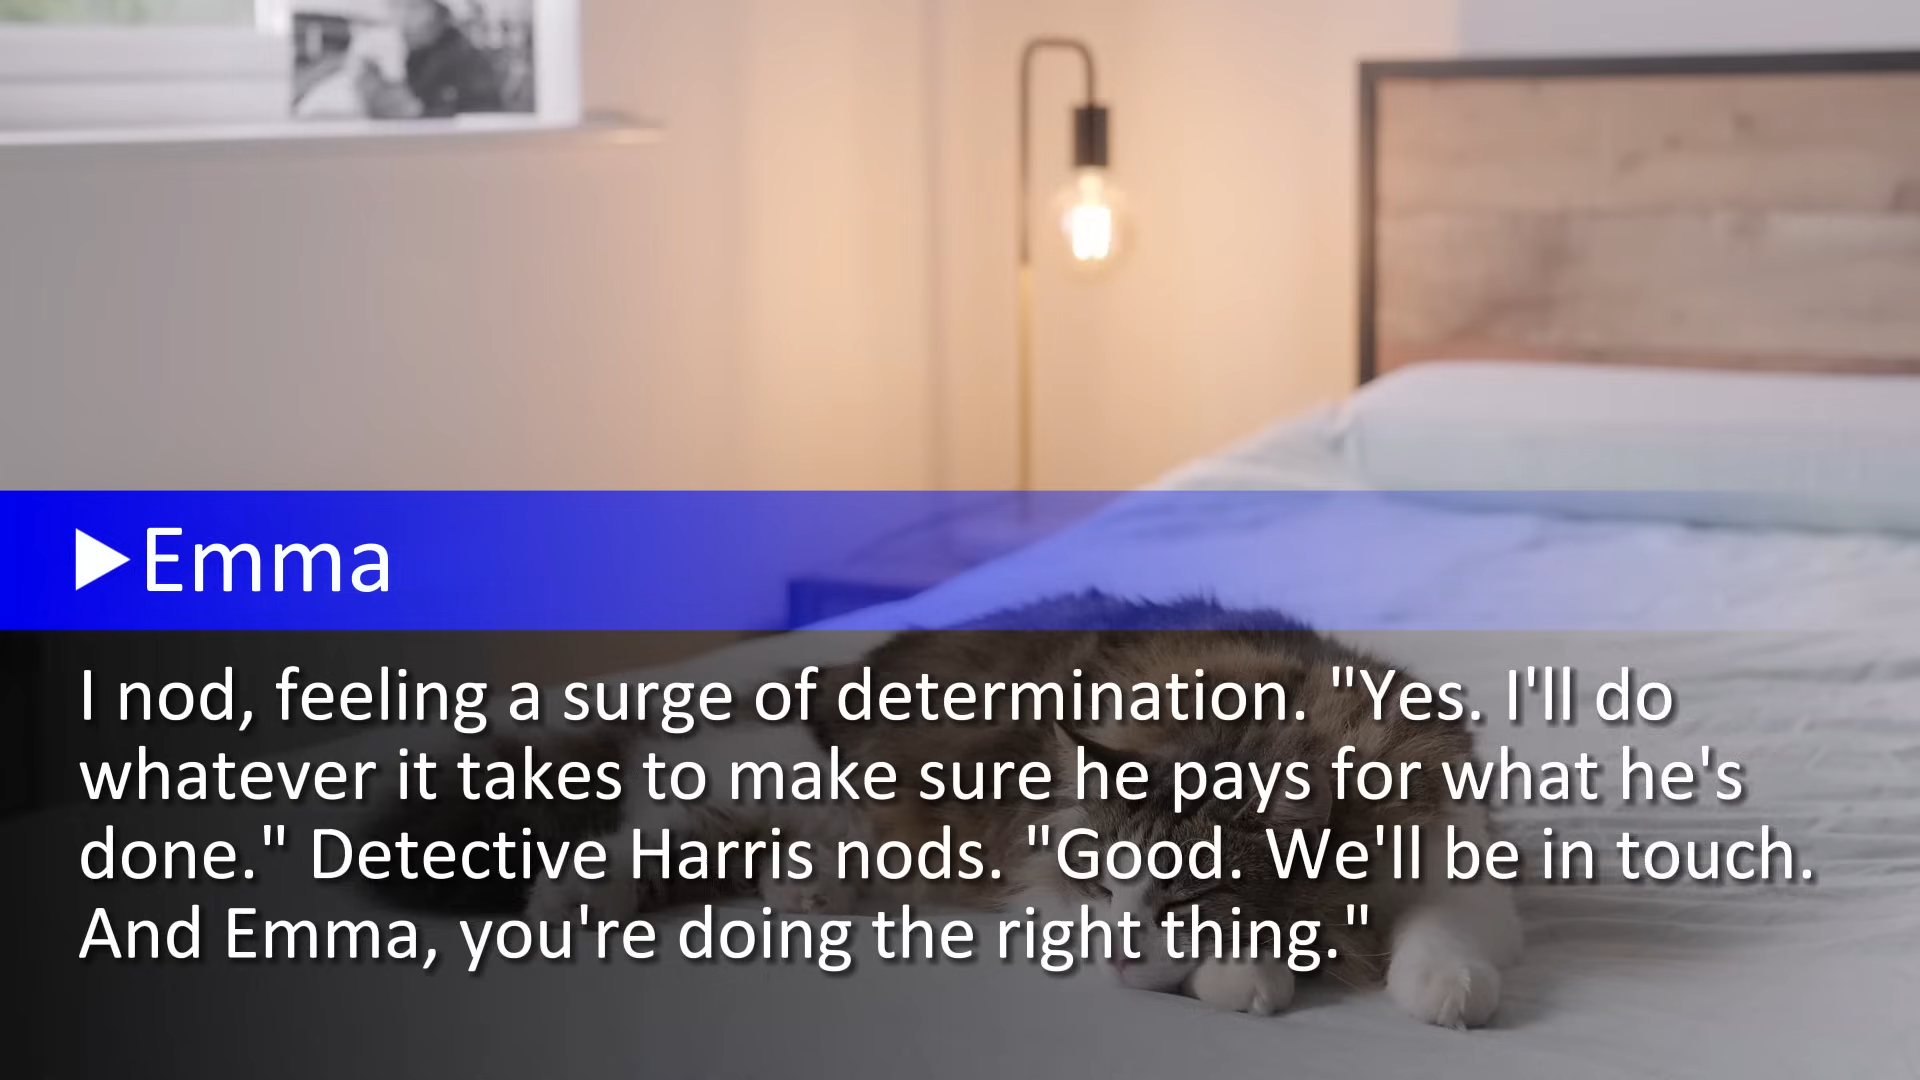 Emma
I nod, feeling a surge of determination. "Yes. I'll do
whatever it takes to make sure he pays for what he's
done." Detective Harris nods. "Good. We'll be in touch.
And Emma, you're doing the right thing."